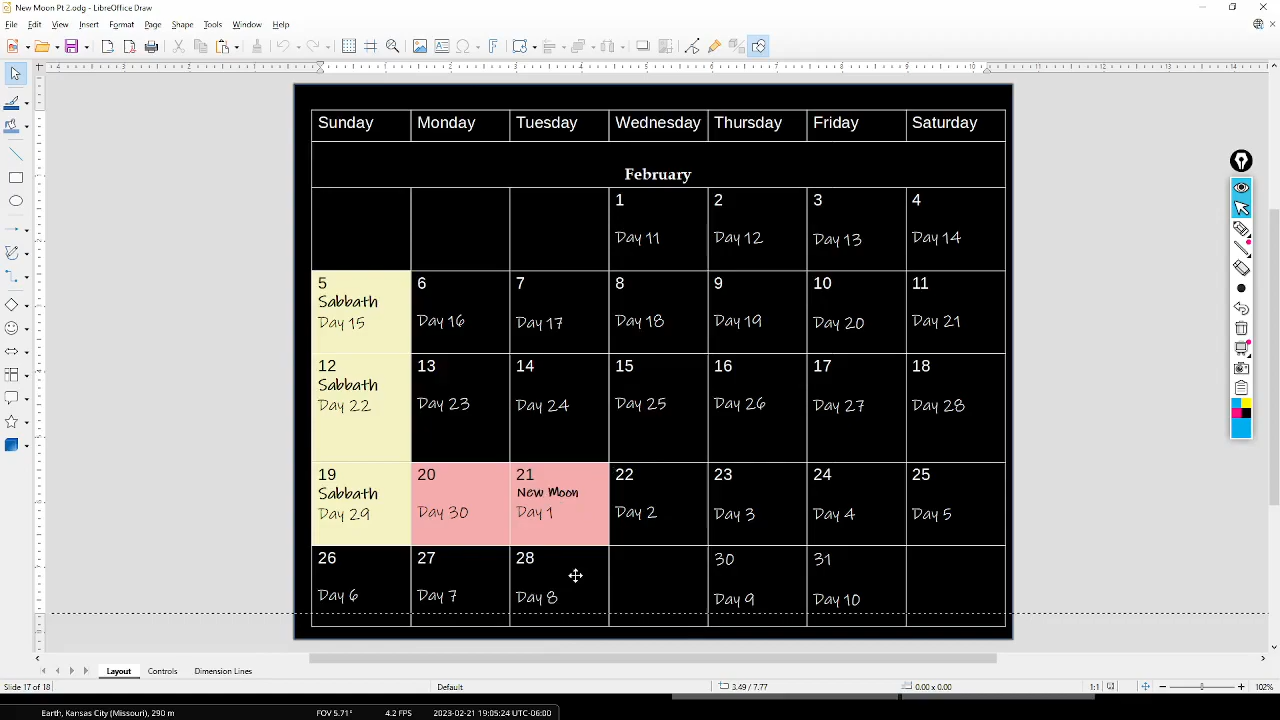 New Moon Pt 2.odg - LibreOffice Draw
File Edit View Insert Format Page Shape Tools Window Help
Sunday Monday Tuesday Wednesday Thursday Friday Saturday
February
1 2 3 4
Day 11 Day 12 Day 13 Day 14
5 6 7 8 9 10 11
Sabbath
Day 15 Day 16 Day 17 Day 18 Day 19 Day 20 Day 21
12 13 14 15 16 17 18
Sabbath
Day 22 Day 23 Day 24 Day 25 Day 26 Day 27 Day 28
19 20 21 22 23 24 25
Sabbath New Moon
Day 29 Day 30 Day 1 Day 2 Day 3 Day 4 Day 5
26 27 28 30 31
Day 6 Day 7 Day 8 Day 9 Day 10
Layout Controls Dimension Lines
Slide 17 of 18 Default 3.49 / 7.77 0.00 x 0.00 1:1 102%
Earth, Kansas City (Missouri), 290 m FOV 5.71° 4.2 FPS 2023-02-21 19:05:24 UTC-06:00